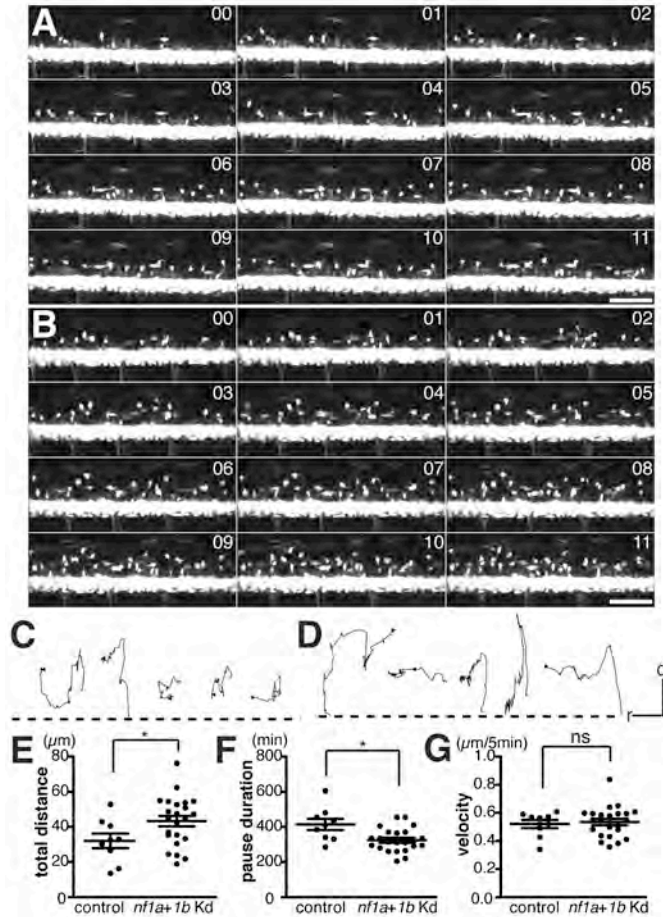 A
00 01 02
03 04 05
06 07 08
09 10 11
B
00 01 02
03 04 05
06 07 08
09 10 11
C D
E F G
(μm) (min) (μm/5min)
* * ns
total distance
80
60
40
20
0
control nf1a+1b Kd
pause duration
800
600
400
200
0
control nf1a+1b Kd
velocity
1.0
0.8
0.6
0.4
0.2
0.0
control nf1a+1b Kd